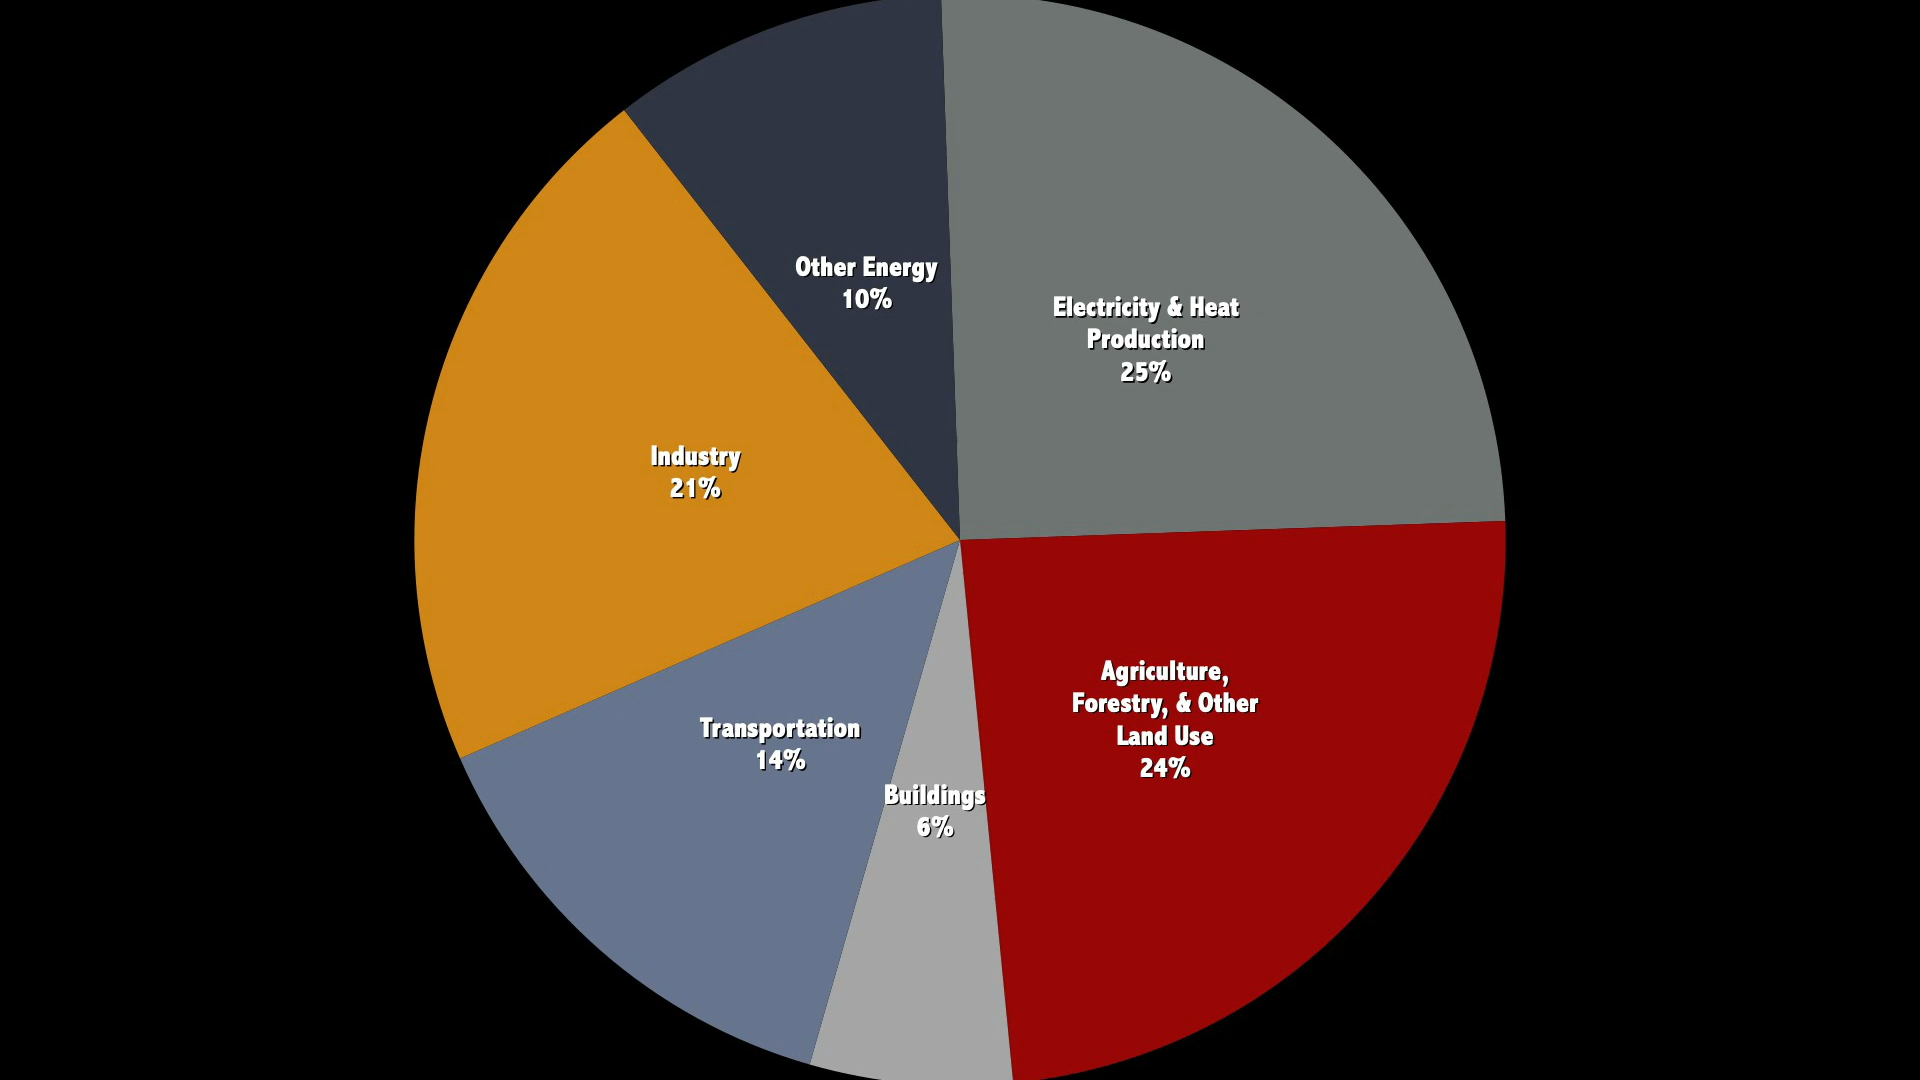 Other Energy
10%
Electricity & Heat
Production
25%
Industry
21%
Agriculture,
Forestry, & Other
Land Use
24%
Transportation
14%
Buildings
6%